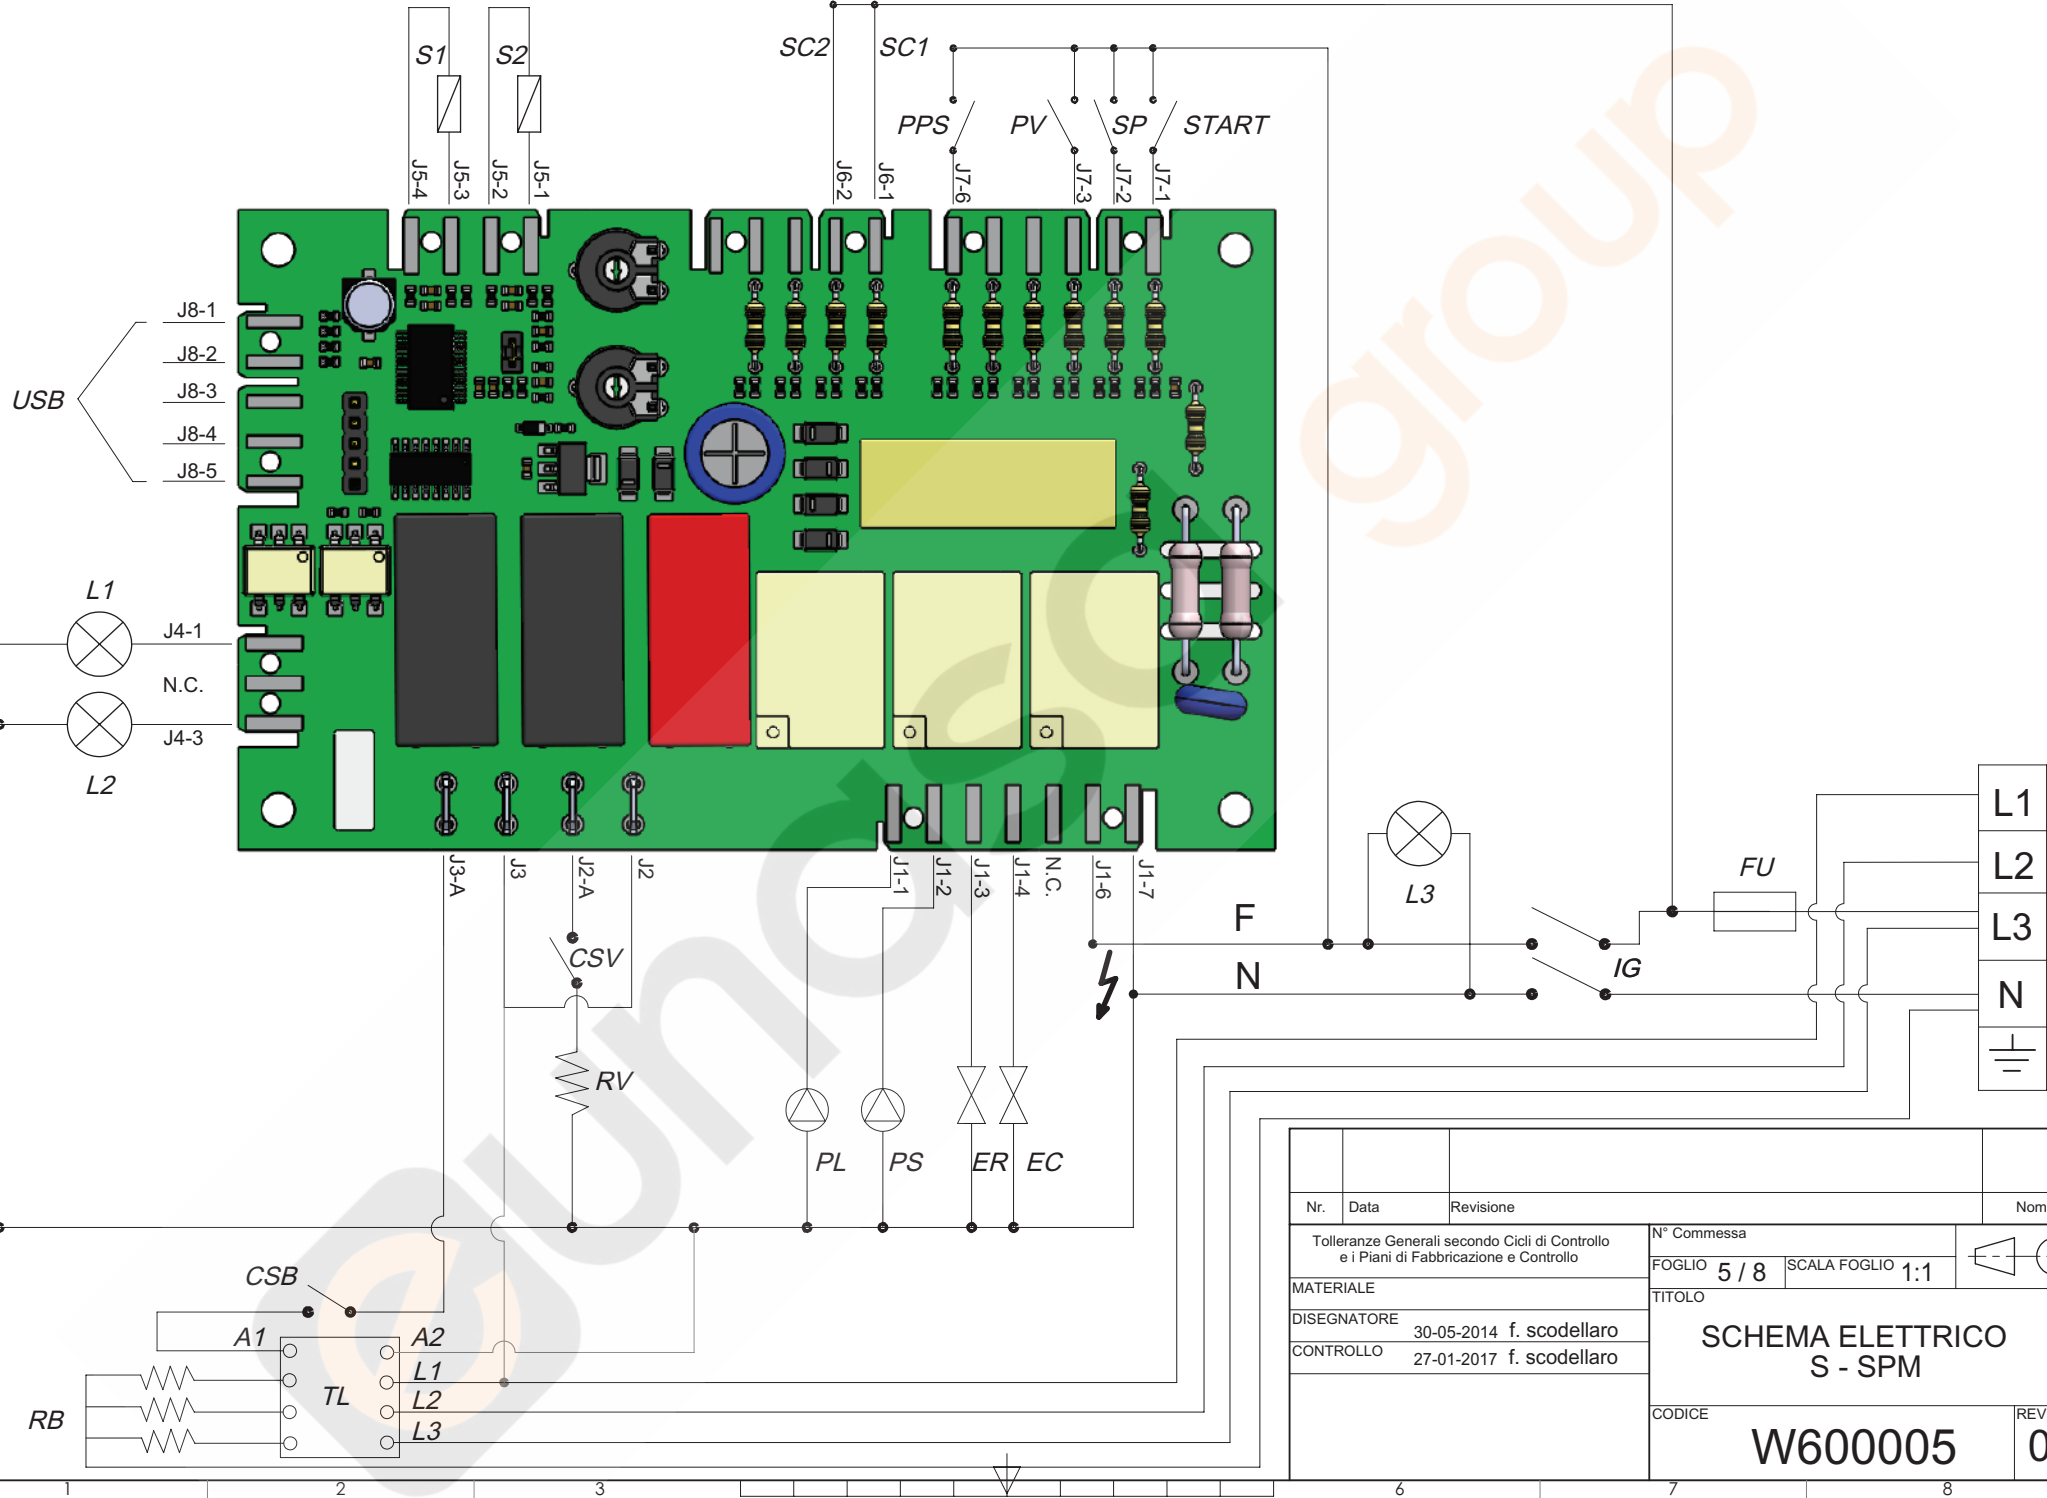 S1
S2
SC2
SC1
PPS
PV
SP
START
J5-4
J5-3
J5-2
J5-1
J6-2
J6-1
J7-6
J7-3
J7-2
J7-1
USB
J8-1
J8-2
J8-3
J8-4
J8-5
L1
J4-1
N.C.
J4-3
L2
J3-A
J3
J2-A
J2
J1-1
J1-2
J1-3
J1-4
N.C.
J1-6
J1-7
CSV
RV
F
N
L3
IG
FU
L1
L2
L3
N
PL
PS
ER
EC
CSB
A1
A2
L1
L2
L3
TL
RB
eunasa group
Nr.
Data
Revisione
Nom
Tolleranze Generali secondo Cicli di Controllo
e i Piani di Fabbricazione e Controllo
MATERIALE
DISEGNATORE 30-05-2014 f. scodellaro
CONTROLLO 27-01-2017 f. scodellaro
N° Commessa
FOGLIO 5 / 8
SCALA FOGLIO 1:1
TITOLO
SCHEMA ELETTRICO
S - SPM
CODICE
W600005
REV
0
1 2 3 6 7 8